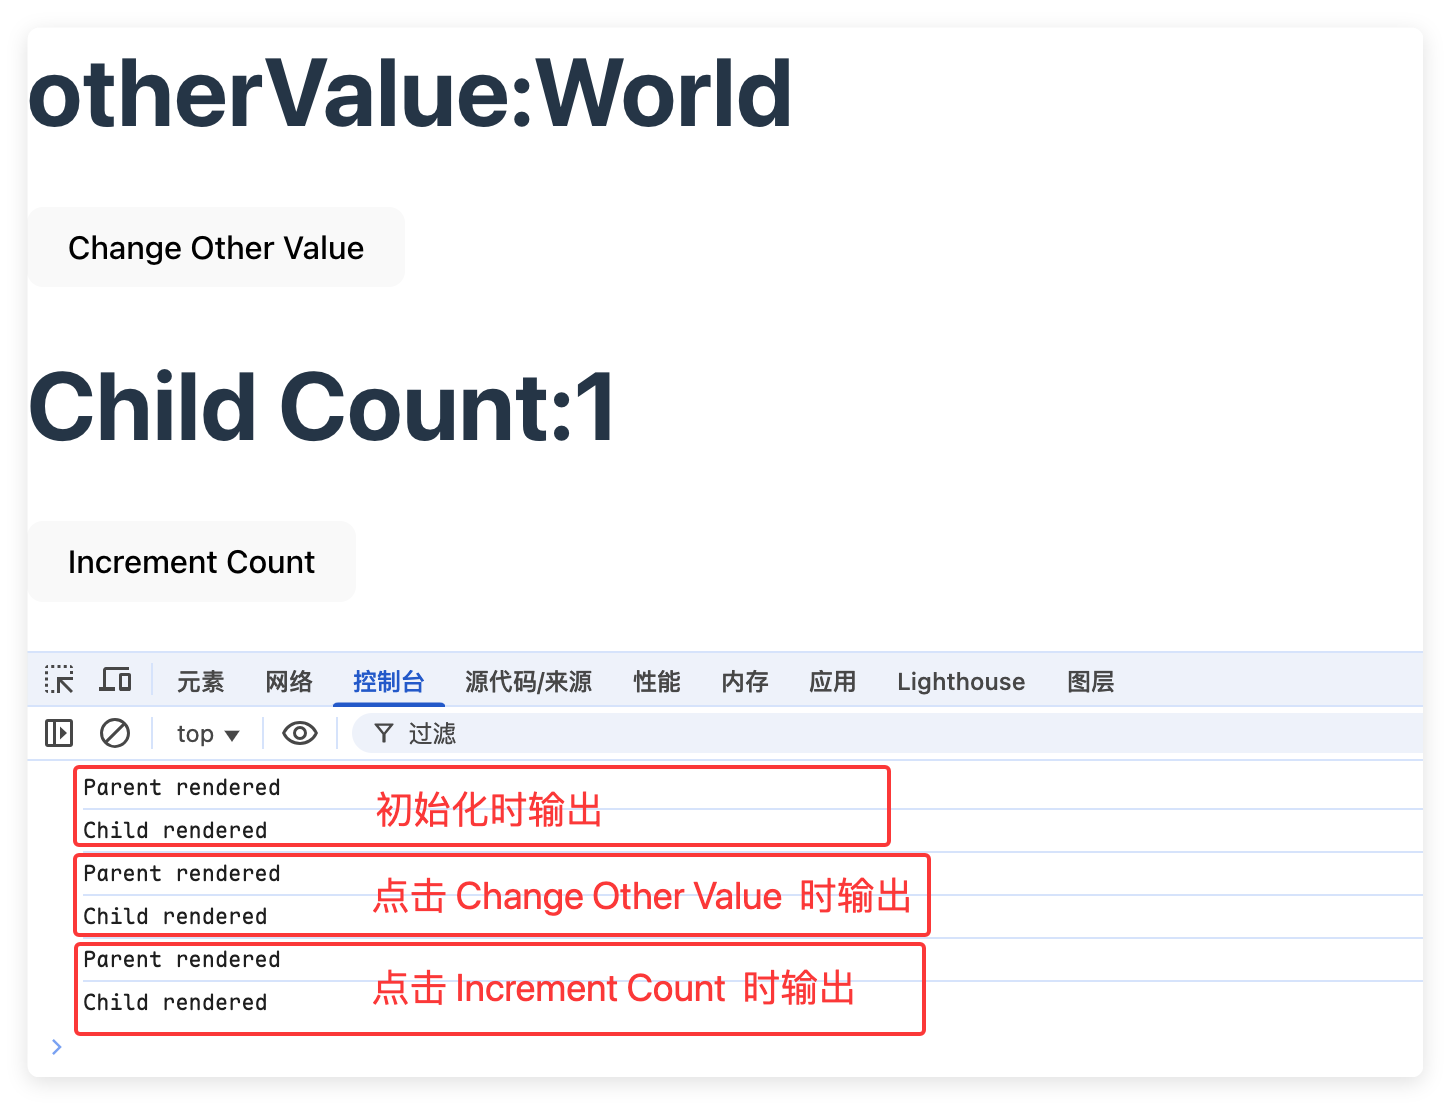 otherValue:World
Change Other Value
Child Count:1
Increment Count
元素 网络 控制台 源代码/来源 性能 内存 应用 Lighthouse 图层
top 过滤
Parent rendered
初始化时输出
Child rendered
Parent rendered
点击 Change Other Value 时输出
Child rendered
Parent rendered
点击 Increment Count 时输出
Child rendered